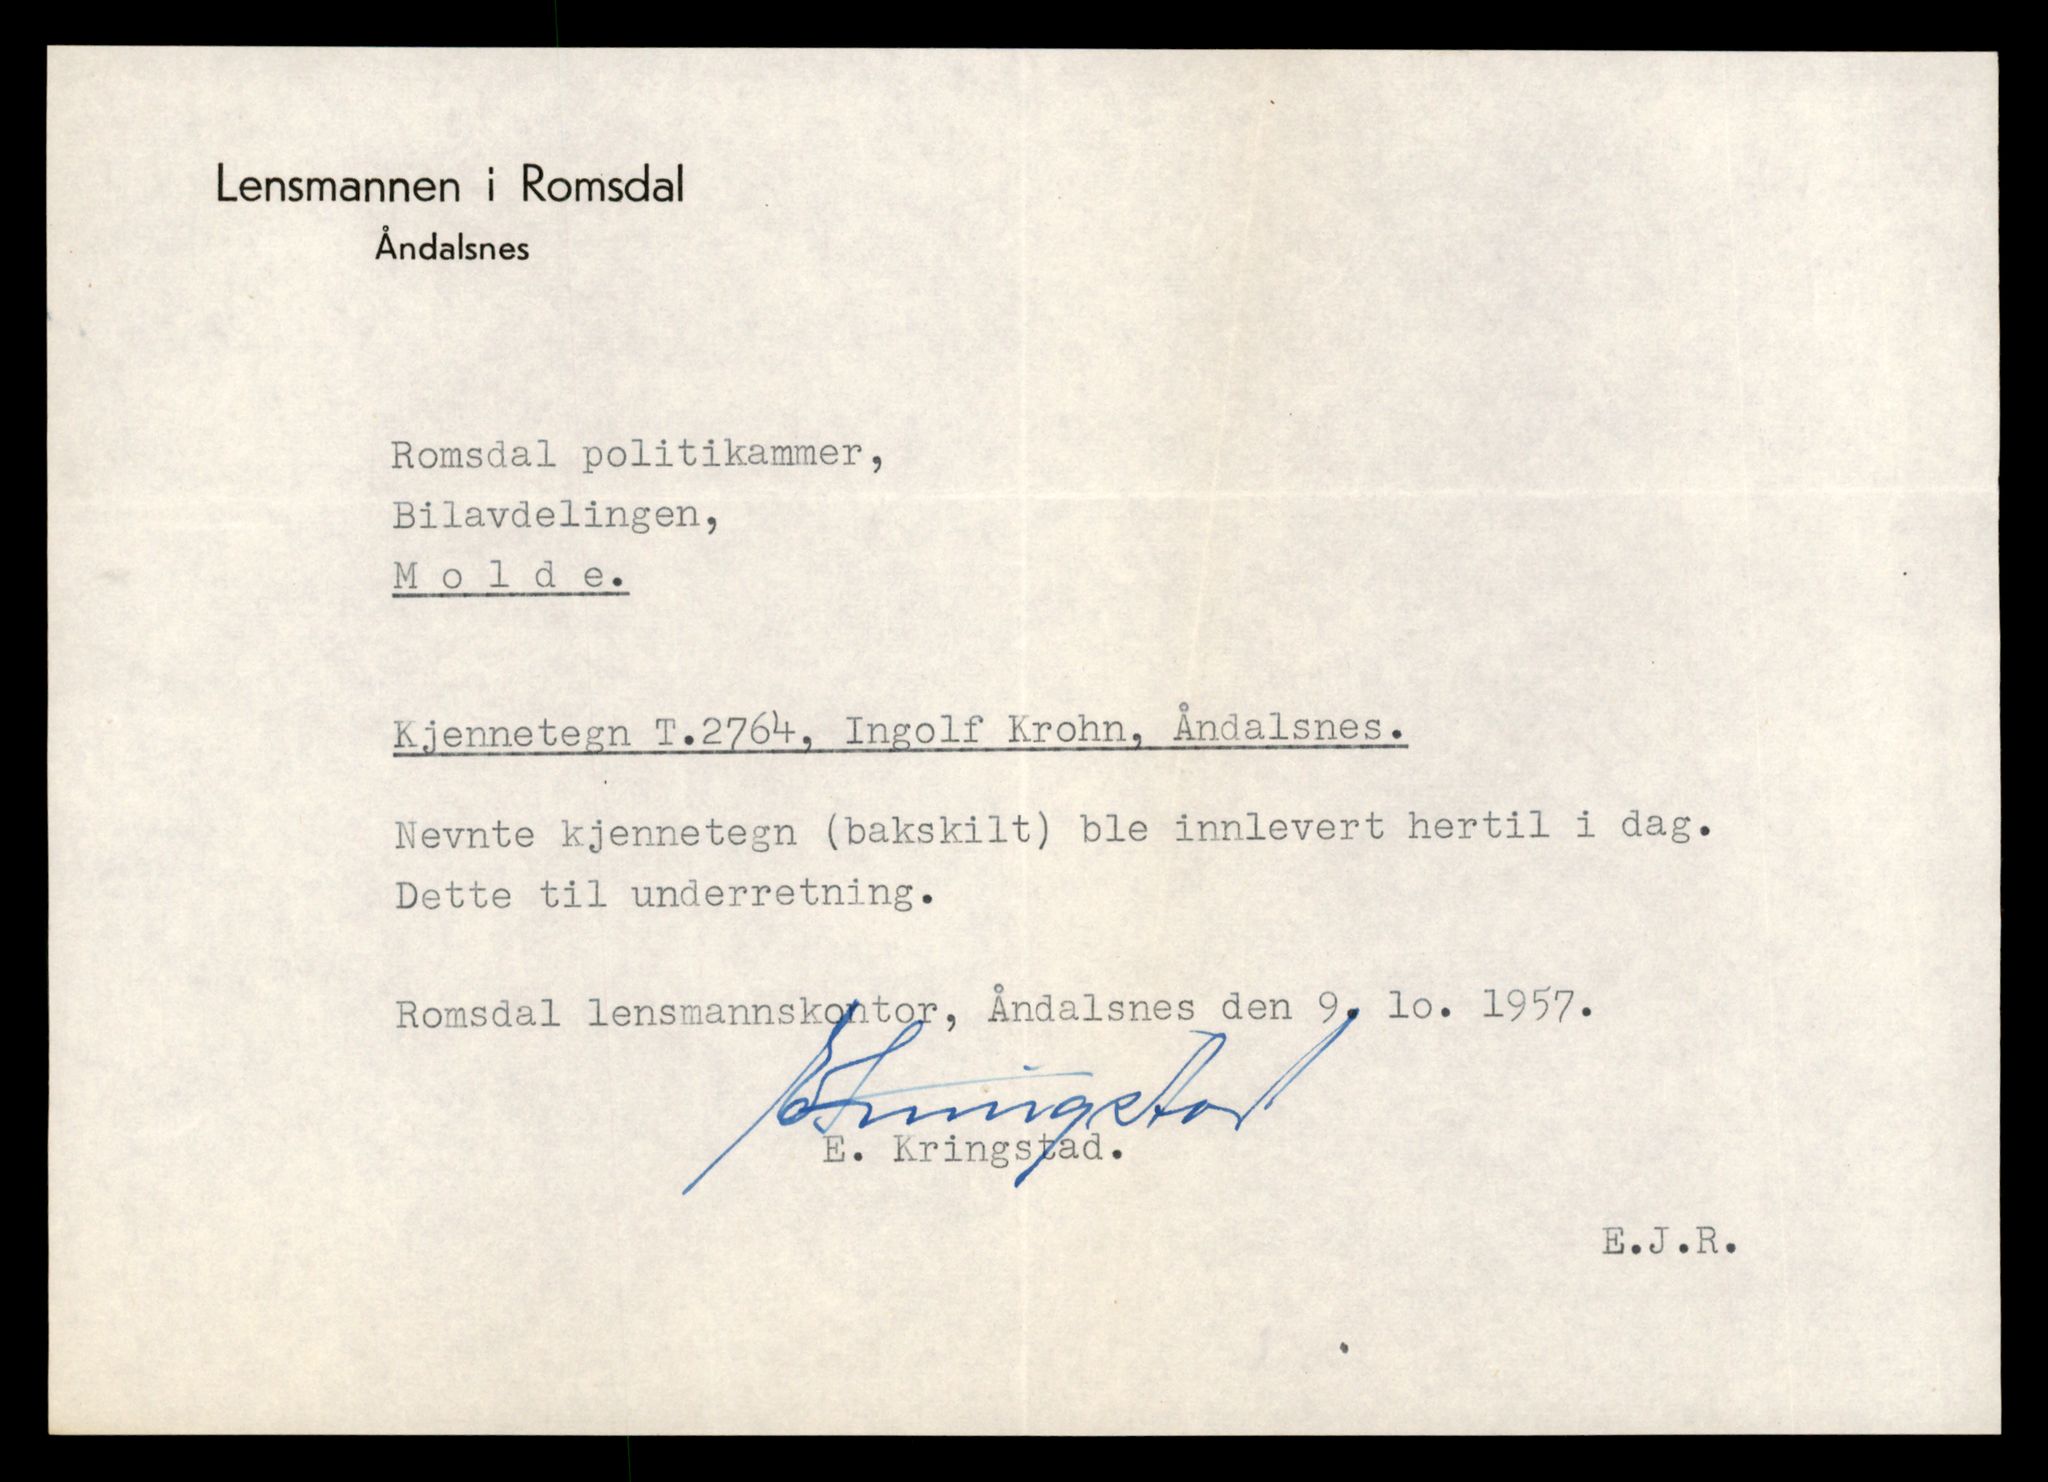 Lensmannen i Romsdal
Åndalsnes
Romsdal politikammer,
Bilavdelingen,
M o l d e.
Kjennetegn T.2764, Ingolf Krohn, Åndalsnes.
Nevnte kjennetegn (bakskilt) ble innlevert hertil i dag.
Dette til underretning.
Romsdal lensmannskontor, Åndalsnes den 9. lo. 1957.
EKringstad
E. Kringstad.
E.J.R.